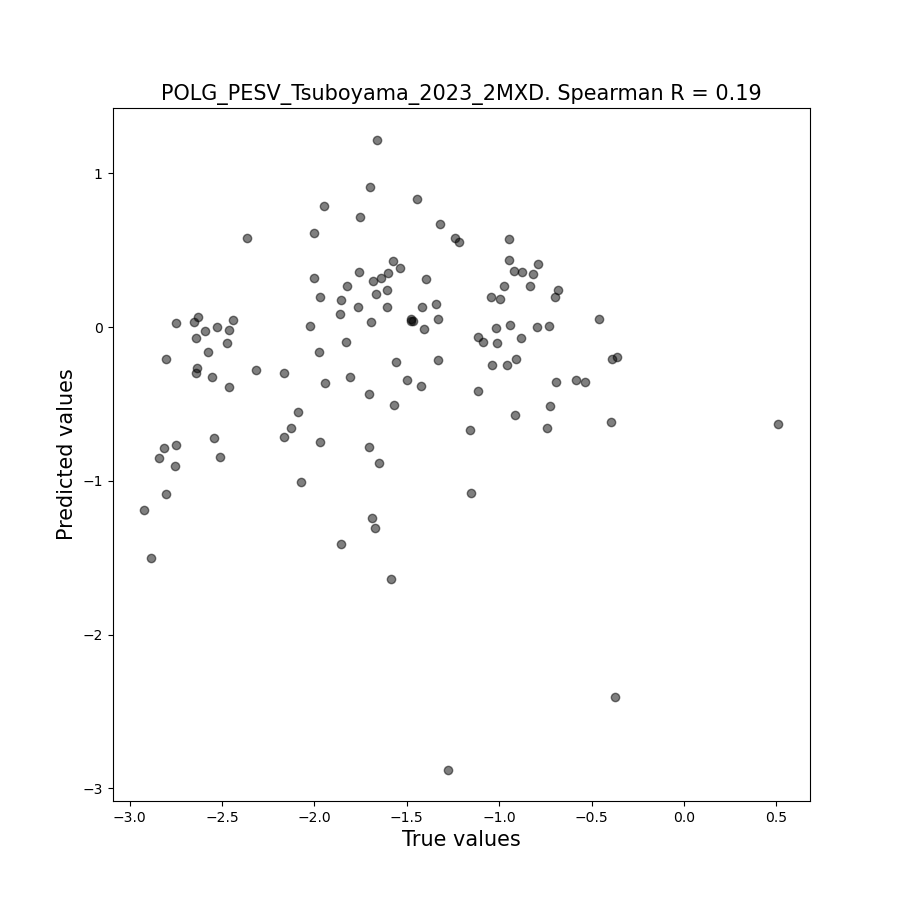 POLG_PESV_Tsuboyama_2023_2MXD. Spearman R = 0.19
1
0
−1
−2
−3
Predicted values
−3.0 −2.5 −2.0 −1.5 −1.0 −0.5 0.0 0.5
True values